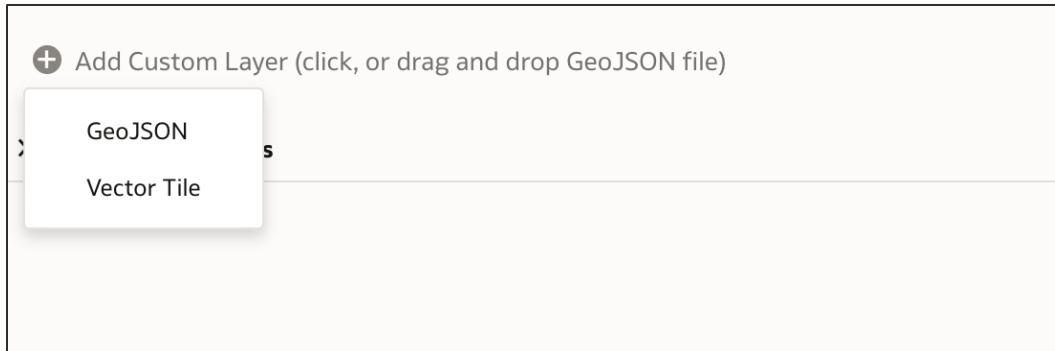 Add Custom Layer (click, or drag and drop GeoJSON file)
GeoJSON
Vector Tile